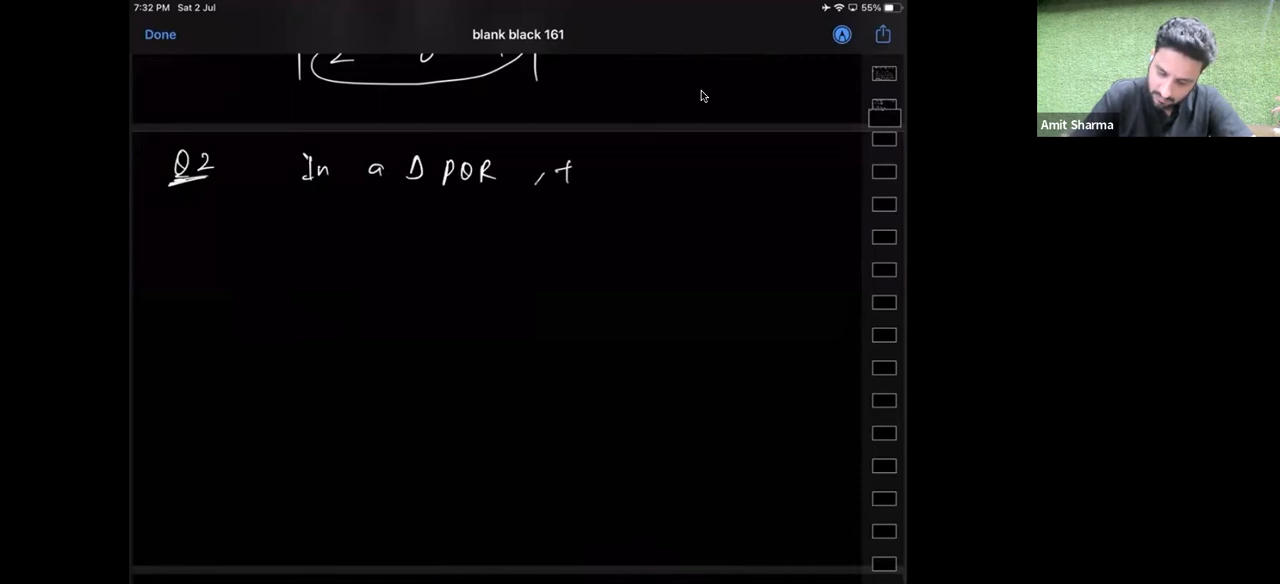 7:32 PM Sat 2 Jul
55%
Done
blank black 161
Q2 In a Δ PQR , t
Amit Sharma